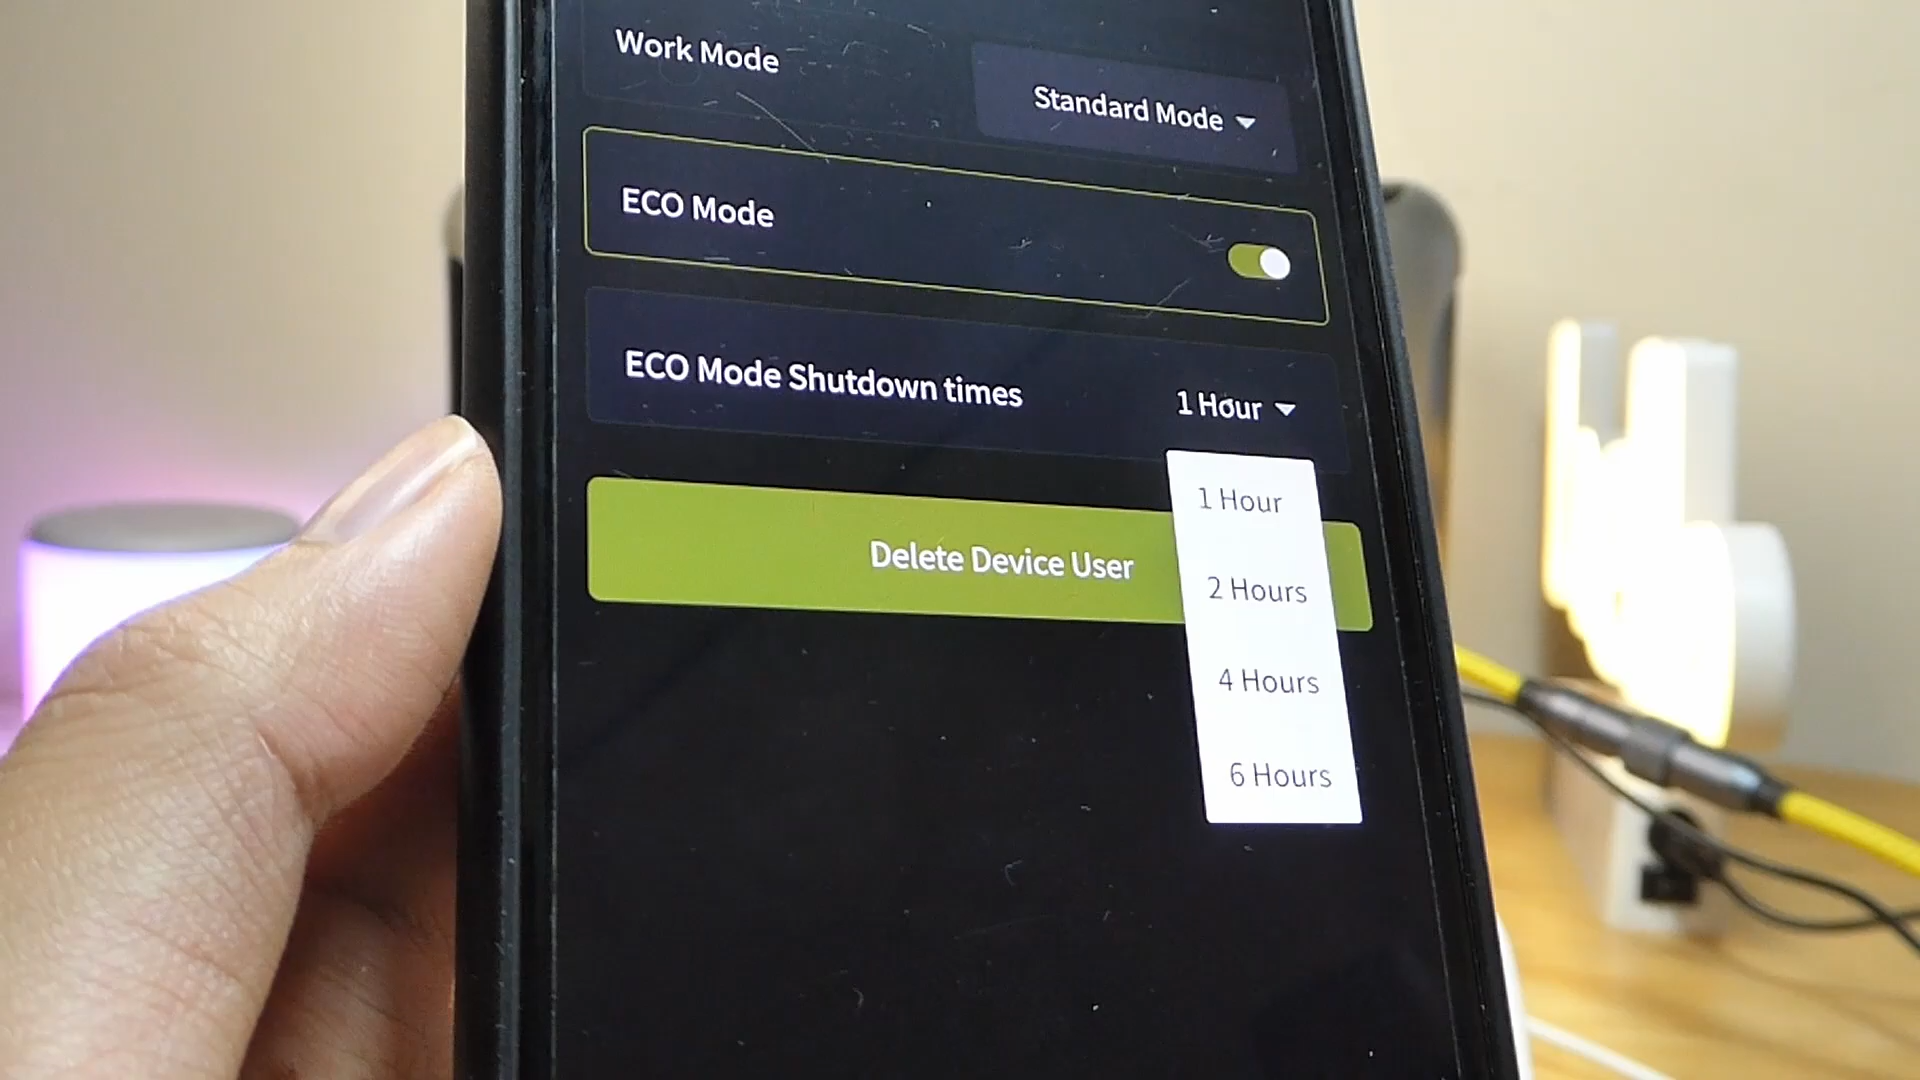 Work Mode
Standard Mode
ECO Mode
ECO Mode Shutdown times
1 Hour
Delete Device User
1 Hour
2 Hours
4 Hours
6 Hours